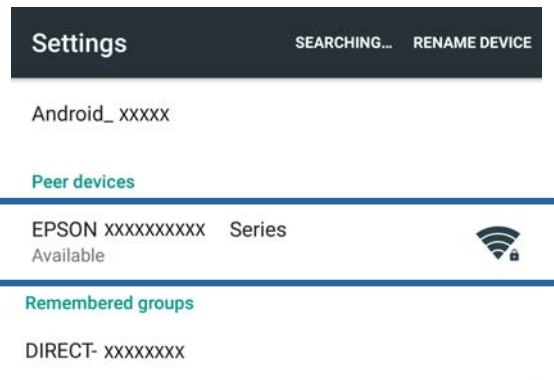 Settings SEARCHING... RENAME DEVICE
Android_ xxxxx
Peer devices
EPSON xxxxxxxxxx Series
Available
Remembered groups
DIRECT- xxxxxxxx